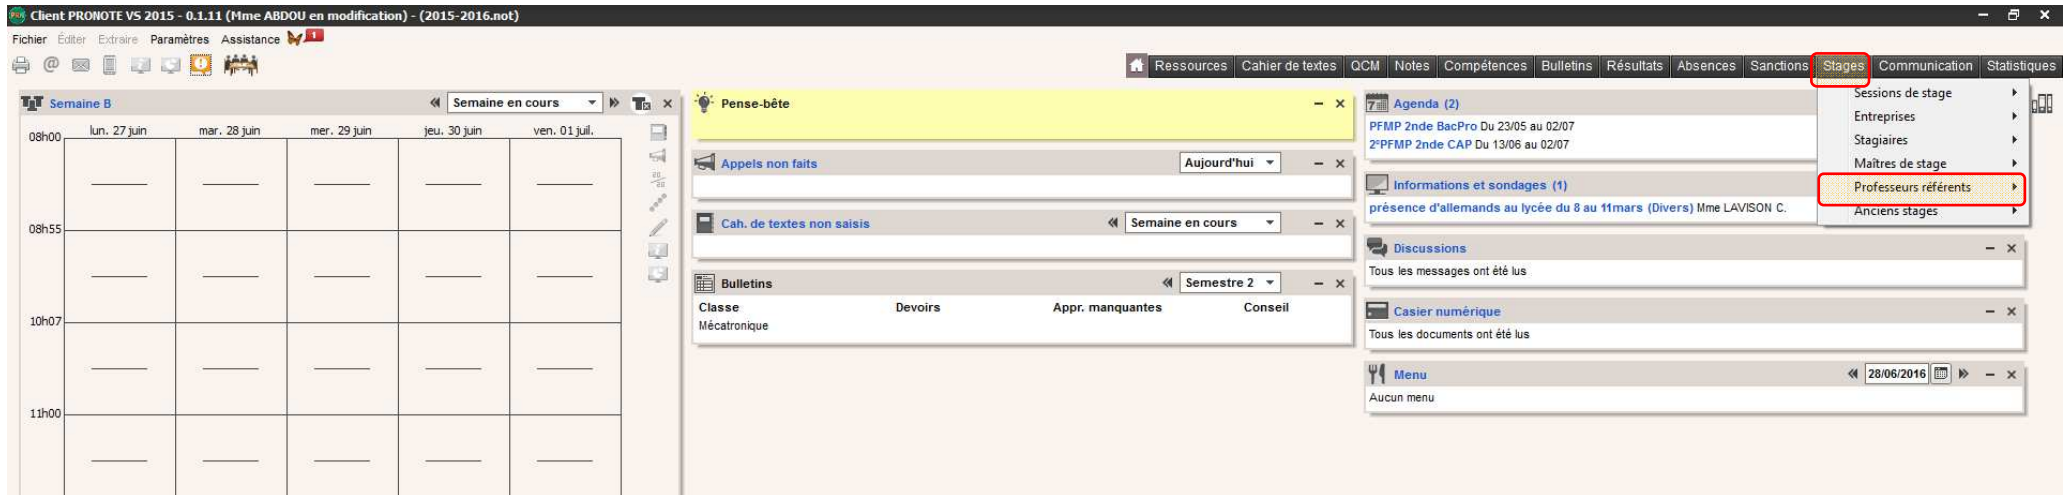 Client PRONOTE VS 2015 - 0.1.11 (Mme ABDOU en modification) - (2015-2016.not)
Fichier Éditer Extraire Paramètres Assistance 1
Ressources Cahier de textes QCM Notes Compétences Bulletins Résultats Absences Sanctions Stages Communication Statistiques
Semaine B Semaine en cours
lun. 27 juin mar. 28 juin mer. 29 juin jeu. 30 juin ven. 01 juil.
08h00
08h55
10h07
11h00
Pense-bête
Appels non faits Aujourd'hui
Cah. de textes non saisis Semaine en cours
Bulletins Semestre 2
Classe Devoirs Appr. manquantes Conseil
Mécatronique
7 Agenda (2)
PFMP 2nde BacPro Du 23/05 au 02/07
2°PFMP 2nde CAP Du 13/06 au 02/07
Informations et sondages (1)
présence d'allemands au lycée du 8 au 11mars (Divers) Mme LAVISON C.
Discussions
Tous les messages ont été lus
Casier numérique
Tous les documents ont été lus
Menu 28/06/2016
Aucun menu
Sessions de stage
Entreprises
Stagiaires
Maîtres de stage
Professeurs référents
Anciens stages